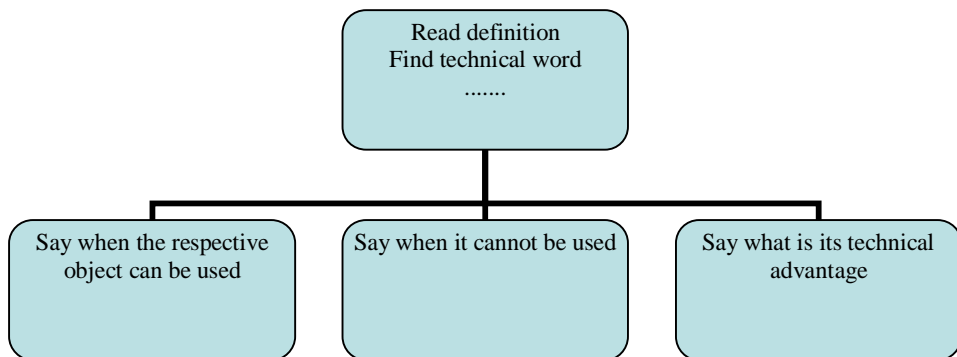 Read definition
Find technical word
.......
Say when the respective
object can be used
Say when it cannot be used
Say what is its technical
advantage